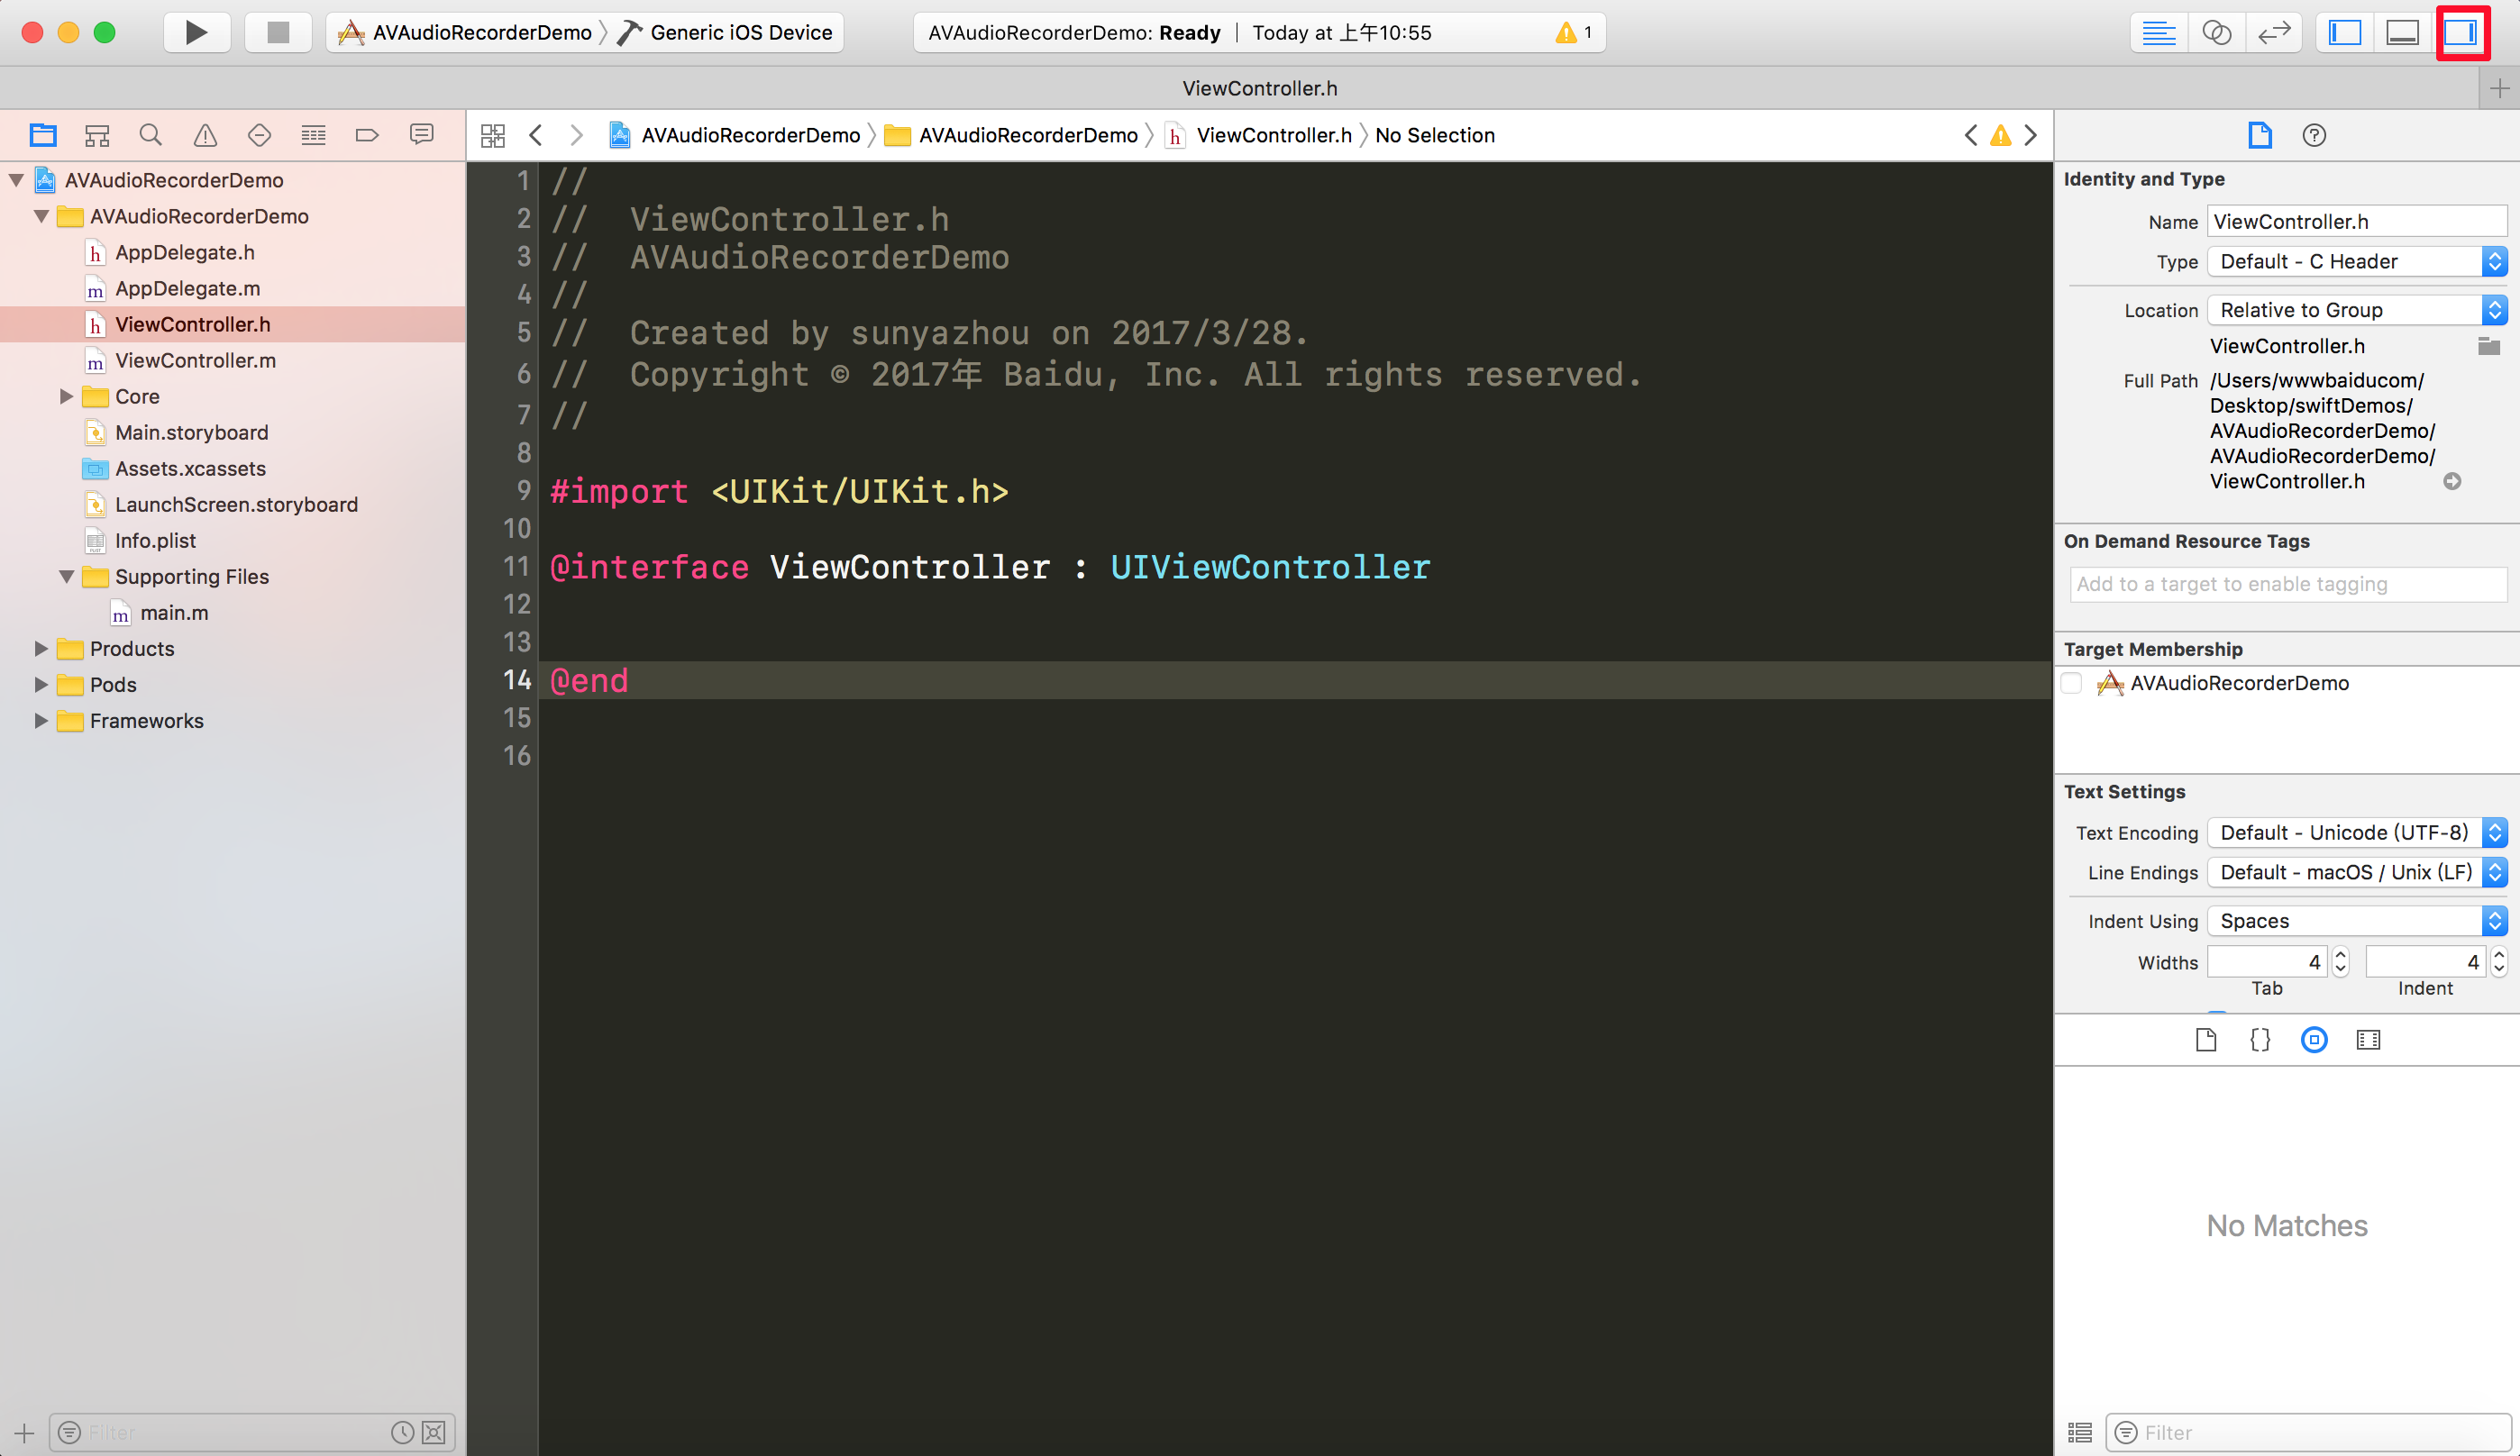 AVAudioRecorderDemo 〉 Generic iOS Device
AVAudioRecorderDemo: Ready | Today at 上午10:55
1
ViewController.h
AVAudioRecorderDemo 〉 AVAudioRecorderDemo 〉 h ViewController.h 〉 No Selection
AVAudioRecorderDemo
AVAudioRecorderDemo
h AppDelegate.h
m AppDelegate.m
h ViewController.h
m ViewController.m
Core
Main.storyboard
Assets.xcassets
LaunchScreen.storyboard
Info.plist
Supporting Files
m main.m
Products
Pods
Frameworks
Filter
1 //
2 //  ViewController.h
3 //  AVAudioRecorderDemo
4 //
5 //  Created by sunyazhou on 2017/3/28.
6 //  Copyright © 2017年 Baidu, Inc. All rights reserved.
7 //
8
9 #import <UIKit/UIKit.h>
10
11 @interface ViewController : UIViewController
12
13
14 @end
15
16
Identity and Type
Name ViewController.h
Type Default - C Header
Location Relative to Group
ViewController.h
Full Path /Users/wwwbaiducom/
Desktop/swiftDemos/
AVAudioRecorderDemo/
AVAudioRecorderDemo/
ViewController.h
On Demand Resource Tags
Add to a target to enable tagging
Target Membership
AVAudioRecorderDemo
Text Settings
Text Encoding Default - Unicode (UTF-8)
Line Endings Default - macOS / Unix (LF)
Indent Using Spaces
Widths 4 4
Tab Indent
{}
No Matches
Filter